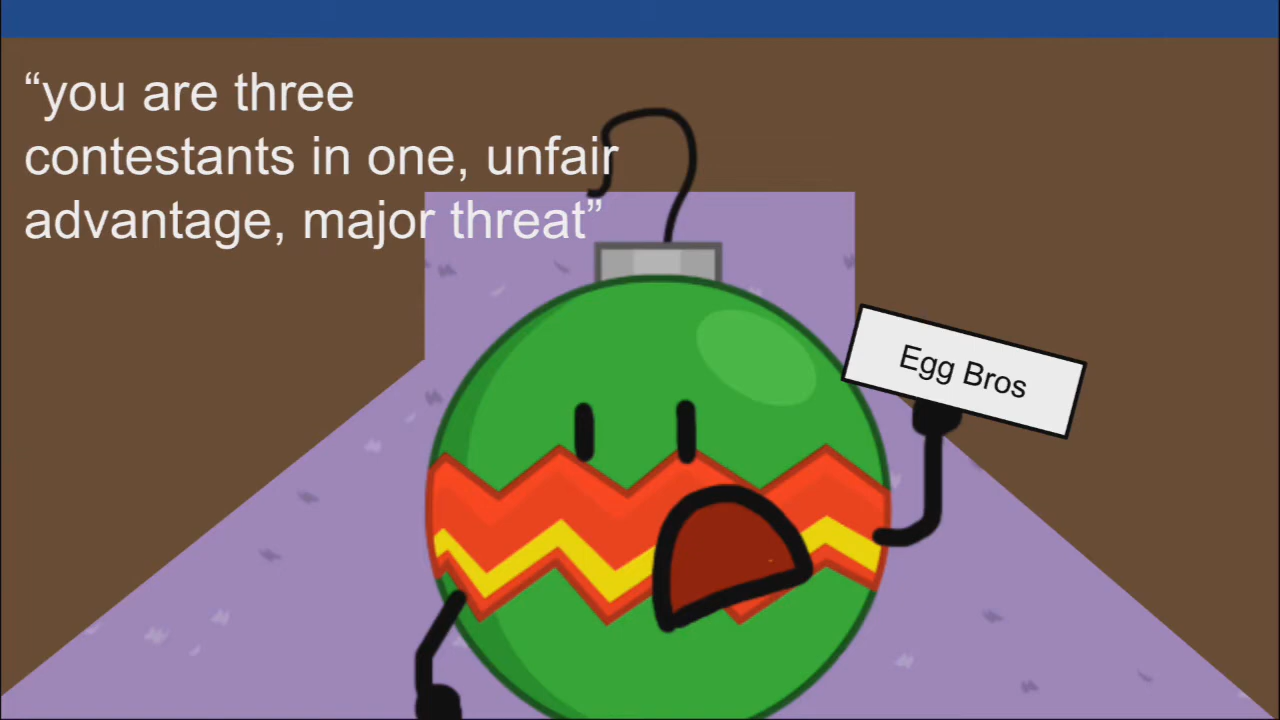 “you are three
contestants in one, unfair
advantage, major threat”
Egg Bros